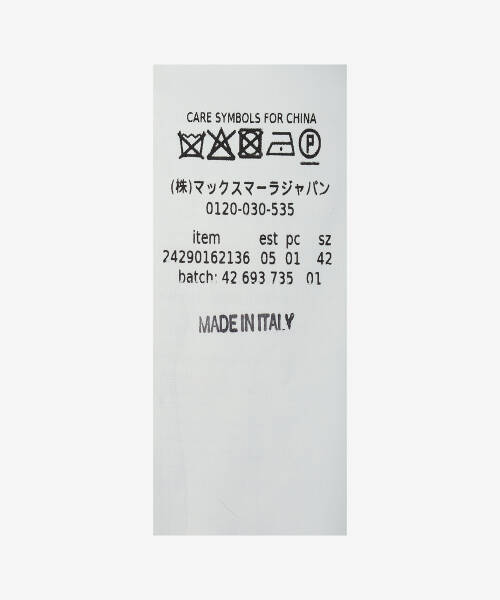 CARE SYMBOLS FOR CHINA
P
(株)マックスマーラジャパン
0120-030-535
item est pc sz
24290162136 05 01 42
batch: 42 693 735 01
MADE IN ITALY